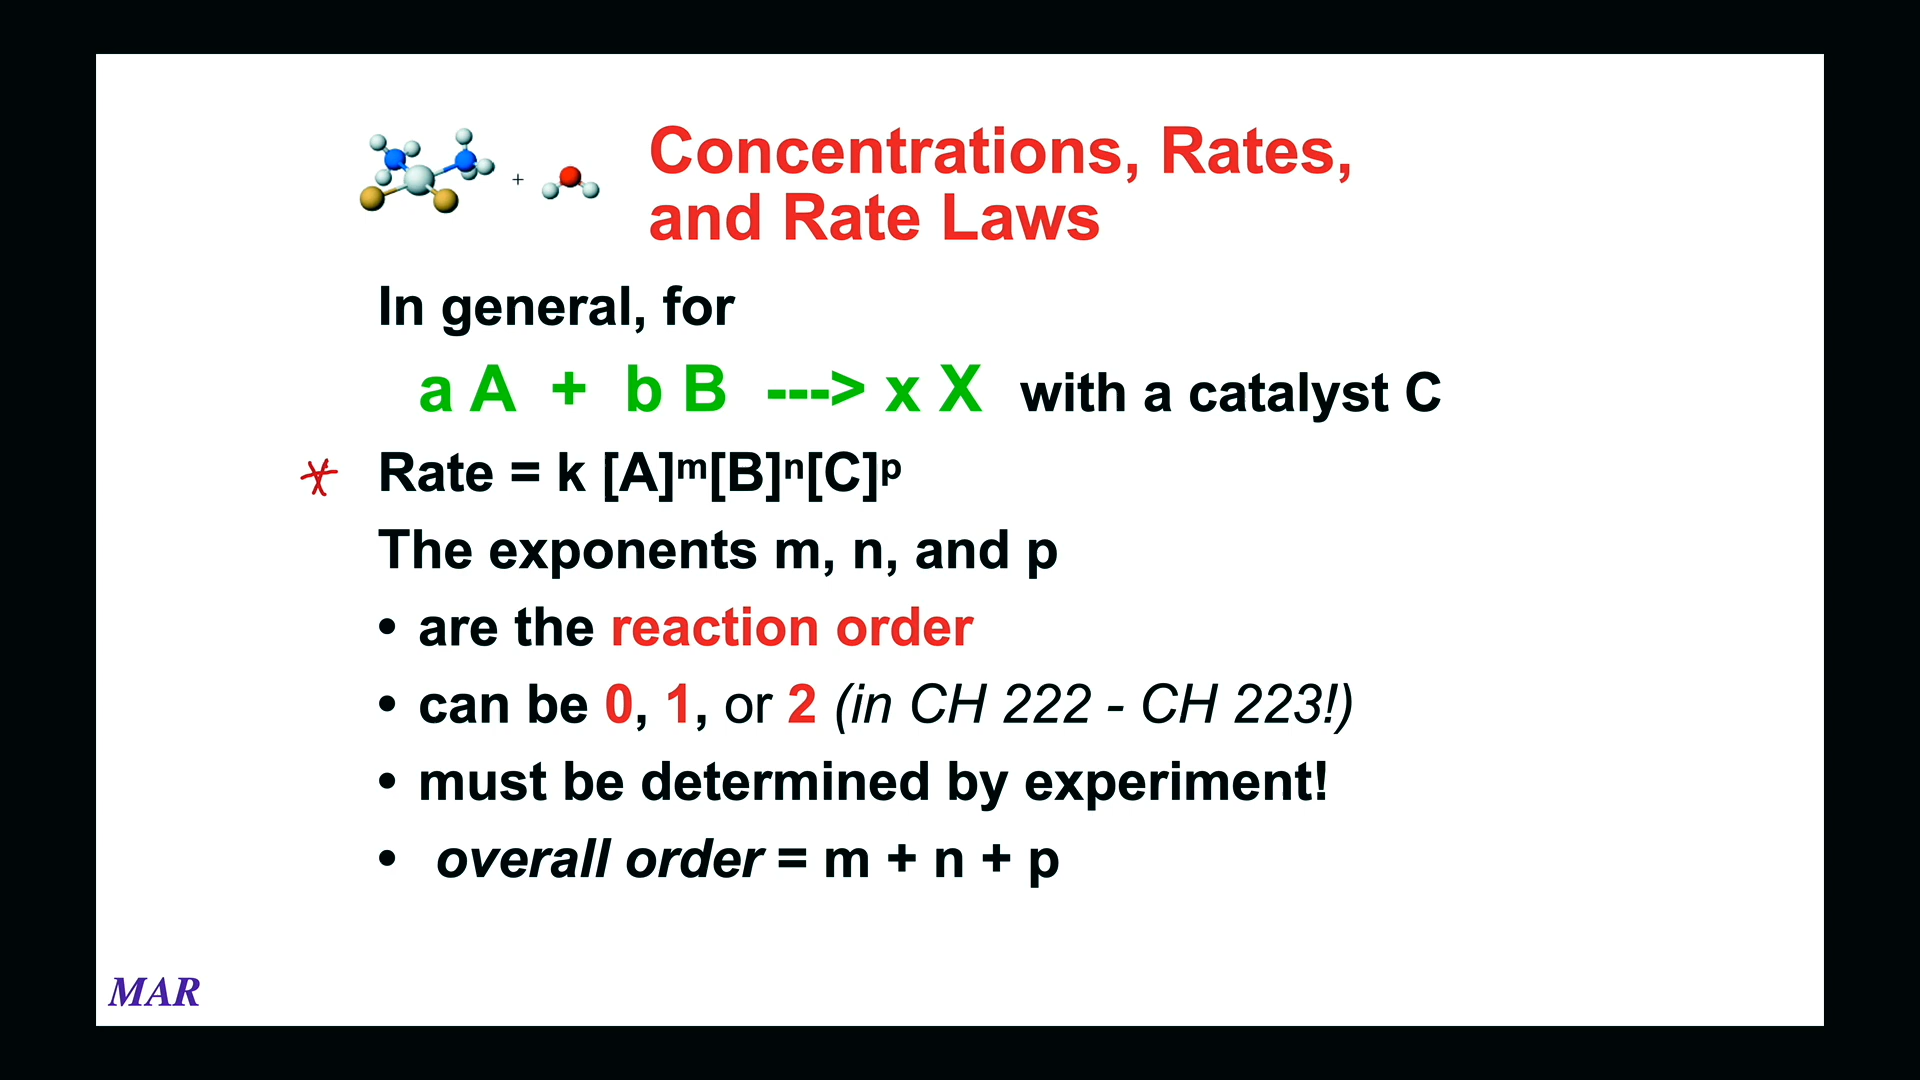 +
Concentrations, Rates,
and Rate Laws
In general, for
a A + b B ---> x X with a catalyst C
* Rate = k [A]ᵐ[B]ⁿ[C]ᵖ
The exponents m, n, and p
• are the reaction order
• can be 0, 1, or 2 (in CH 222 - CH 223!)
• must be determined by experiment!
• overall order = m + n + p
MAR